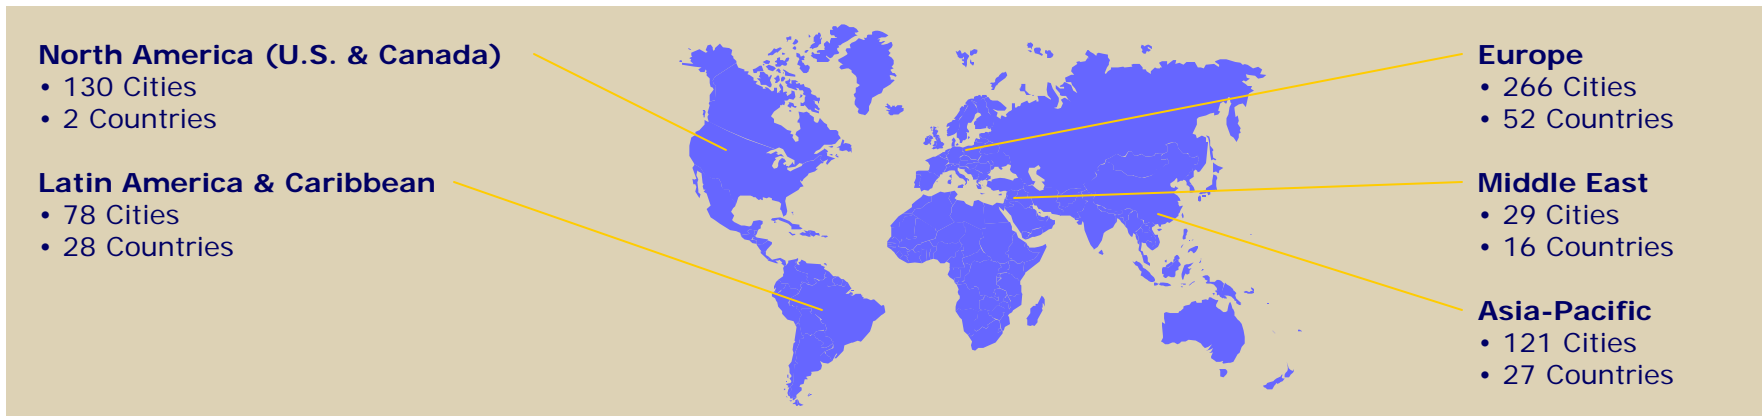 North America (U.S. & Canada)
• 130 Cities
• 2 Countries
Latin America & Caribbean
• 78 Cities
• 28 Countries
Europe
• 266 Cities
• 52 Countries
Middle East
• 29 Cities
• 16 Countries
Asia-Pacific
• 121 Cities
• 27 Countries